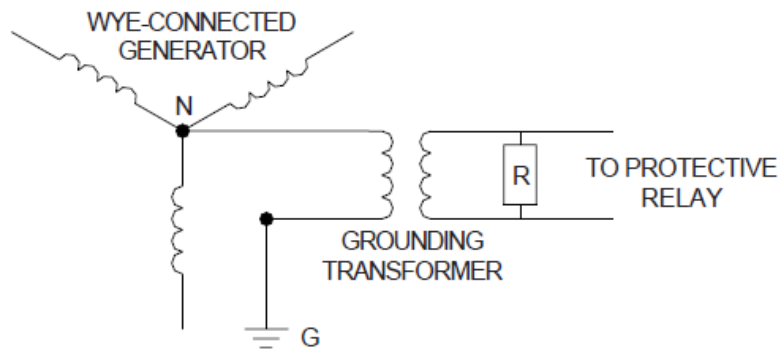 WYE-CONNECTED
GENERATOR
N
R
TO PROTECTIVE
RELAY
GROUNDING
TRANSFORMER
G